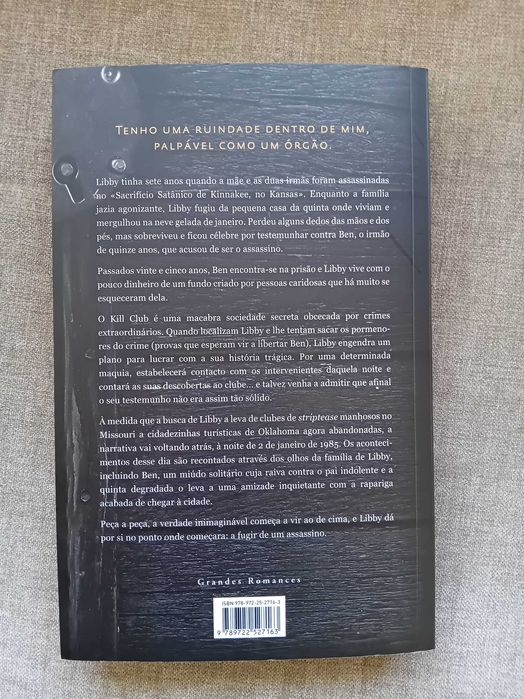 TENHO UMA RUINDADE DENTRO DE MIM,
PALPÁVEL COMO UM ÓRGÃO.
Libby tinha sete anos quando a mãe e as duas irmãs foram assassinadas
no «Sacrifício Satânico de Kinnakee, no Kansas». Enquanto a família
jazia agonizante, Libby fugiu da pequena casa da quinta onde viviam e
mergulhou na neve gelada de janeiro. Perdeu alguns dedos das mãos e dos
pés, mas sobreviveu e ficou célebre por testemunhar contra Ben, o irmão
de quinze anos, que acusou de ser o assassino.
Passados vinte e cinco anos, Ben encontra-se na prisão e Libby vive com o
pouco dinheiro de um fundo criado por pessoas caridosas que há muito se
esqueceram dela.
O Kill Club é uma macabra sociedade secreta obcecada por crimes
extraordinários. Quando localizam Libby e lhe tentam sacar os pormeno-
res do crime (provas que esperam vir a libertar Ben), Libby engendra um
plano para lucrar com a sua história trágica. Por uma determinada
maquia, estabelecerá contacto com os intervenientes daquela noite e
contará as suas descobertas ao clube... e talvez venha a admitir que afinal
o seu testemunho não era assim tão sólido.
À medida que a busca de Libby a leva de clubes de striptease manhosos no
Missouri a cidadezinhas turísticas de Oklahoma agora abandonadas, a
narrativa vai voltando atrás, à noite de 2 de janeiro de 1985. Os aconteci-
mentos desse dia são recontados através dos olhos da família de Libby,
incluindo Ben, um miúdo solitário cuja raiva contra o pai indolente e a
quinta degradada o leva a uma amizade inquietante com a rapariga
acabada de chegar à cidade.
Peça a peça, a verdade inimaginável começa a vir ao de cima, e Libby dá
por si no ponto onde começara: a fugir de um assassino.
Grandes Romances
ISBN 978-972-25-2716-3
9 789722 527163